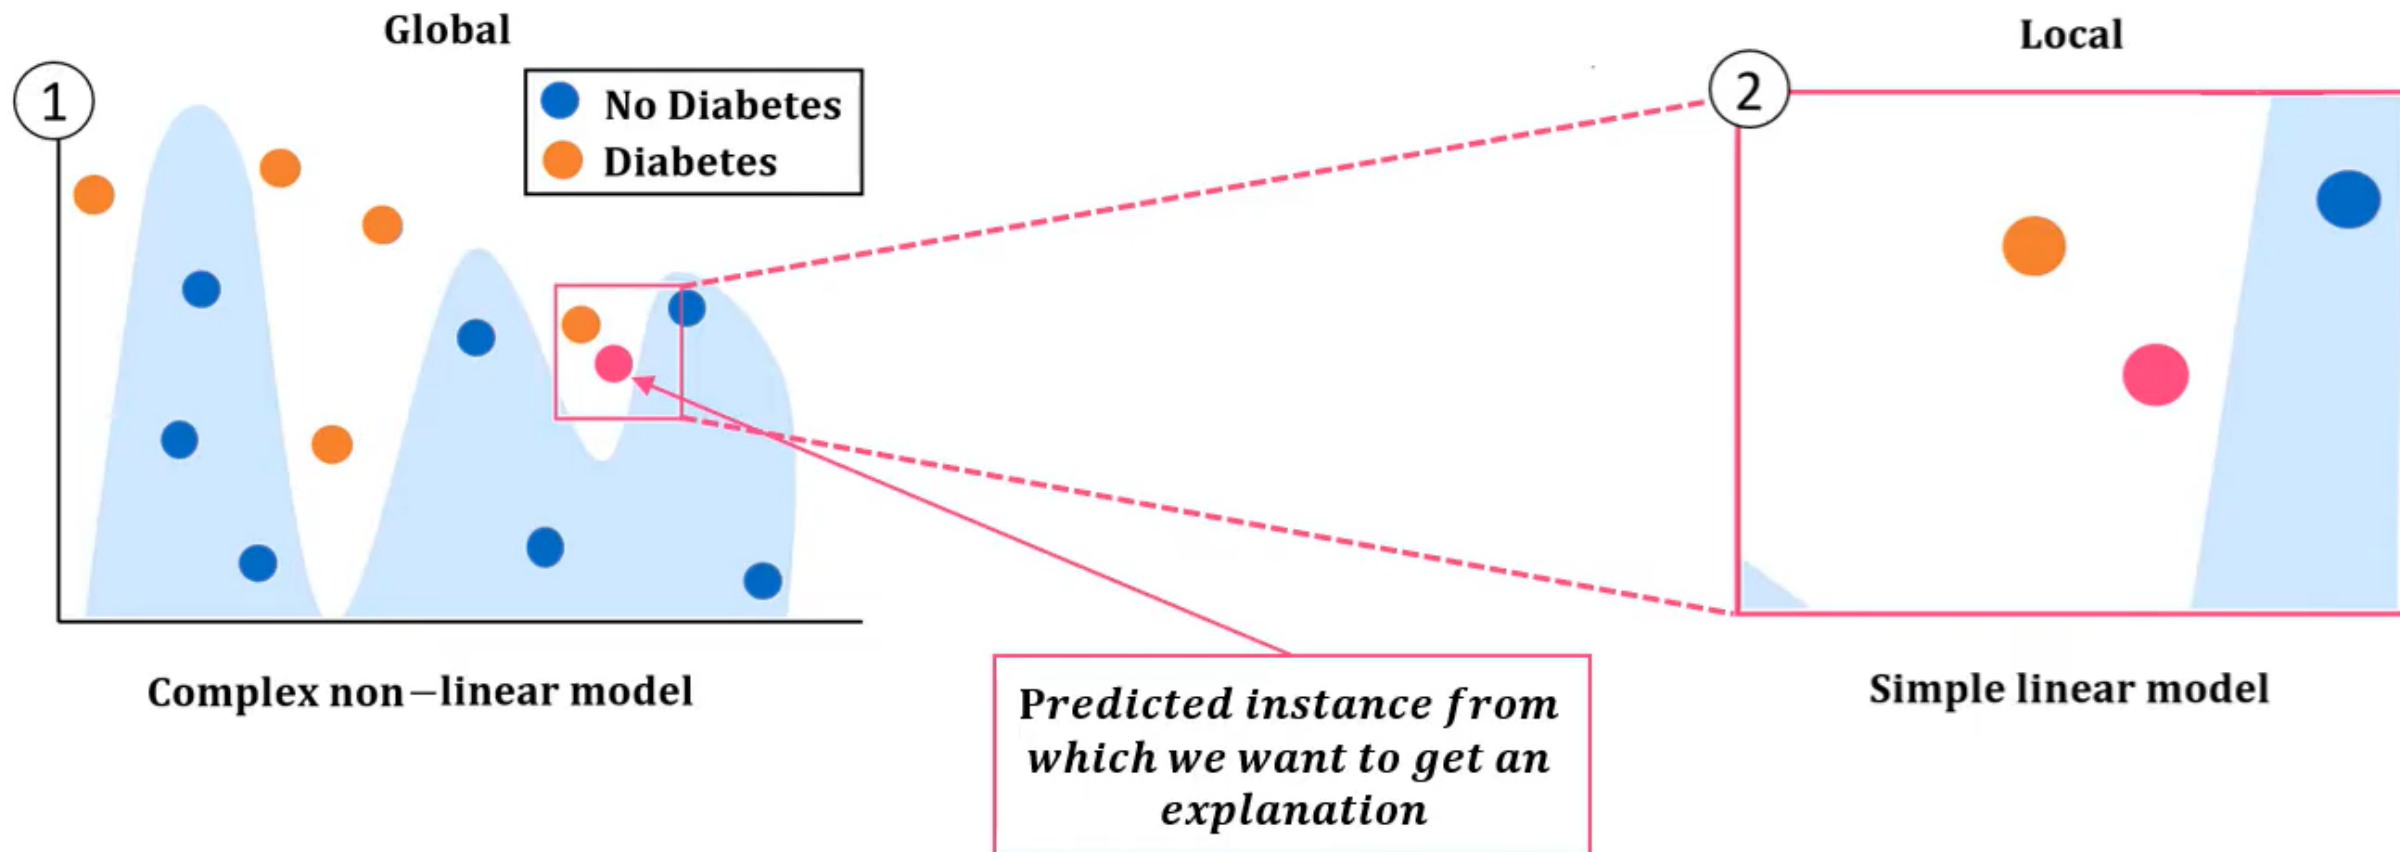 Global
1
No Diabetes
Diabetes
Complex non−linear model
Predicted instance from
which we want to get an
explanation
Local
2
Simple linear model